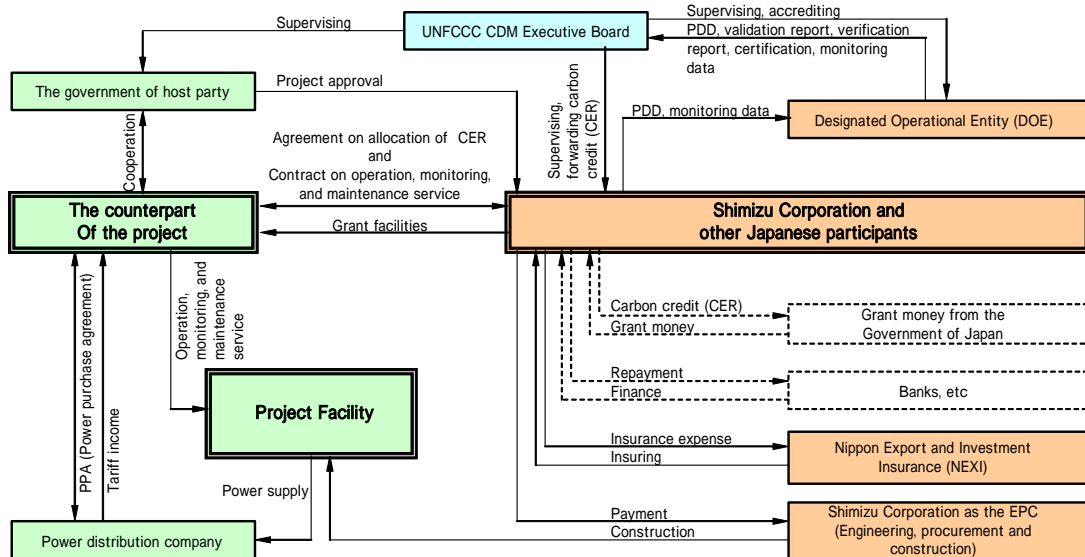 Supervising
UNFCCC CDM Executive Board
Supervising, accrediting
PDD, validation report, verification
report, certification, monitoring
data
The government of host party
Project approval
Supervising,
forwarding carbon
credit (CER)
PDD, monitoring data
Designated Operational Entity (DOE)
Cooperation
Agreement on allocation of CER
and
Contract on operation, monitoring,
and maintenance service
The counterpart
Of the project
Grant facilities
Shimizu Corporation and
other Japanese participants
Operation,
monitoring, and
maintenance
service
Carbon credit (CER)
Grant money
Grant money from the
Government of Japan
PPA (Power purchase agreement)
Tariff income
Repayment
Finance
Banks, etc
Project Facility
Insurance expense
Insuring
Nippon Export and Investment
Insurance (NEXI)
Power supply
Power distribution company
Payment
Construction
Shimizu Corporation as the EPC
(Engineering, procurement and
construction)